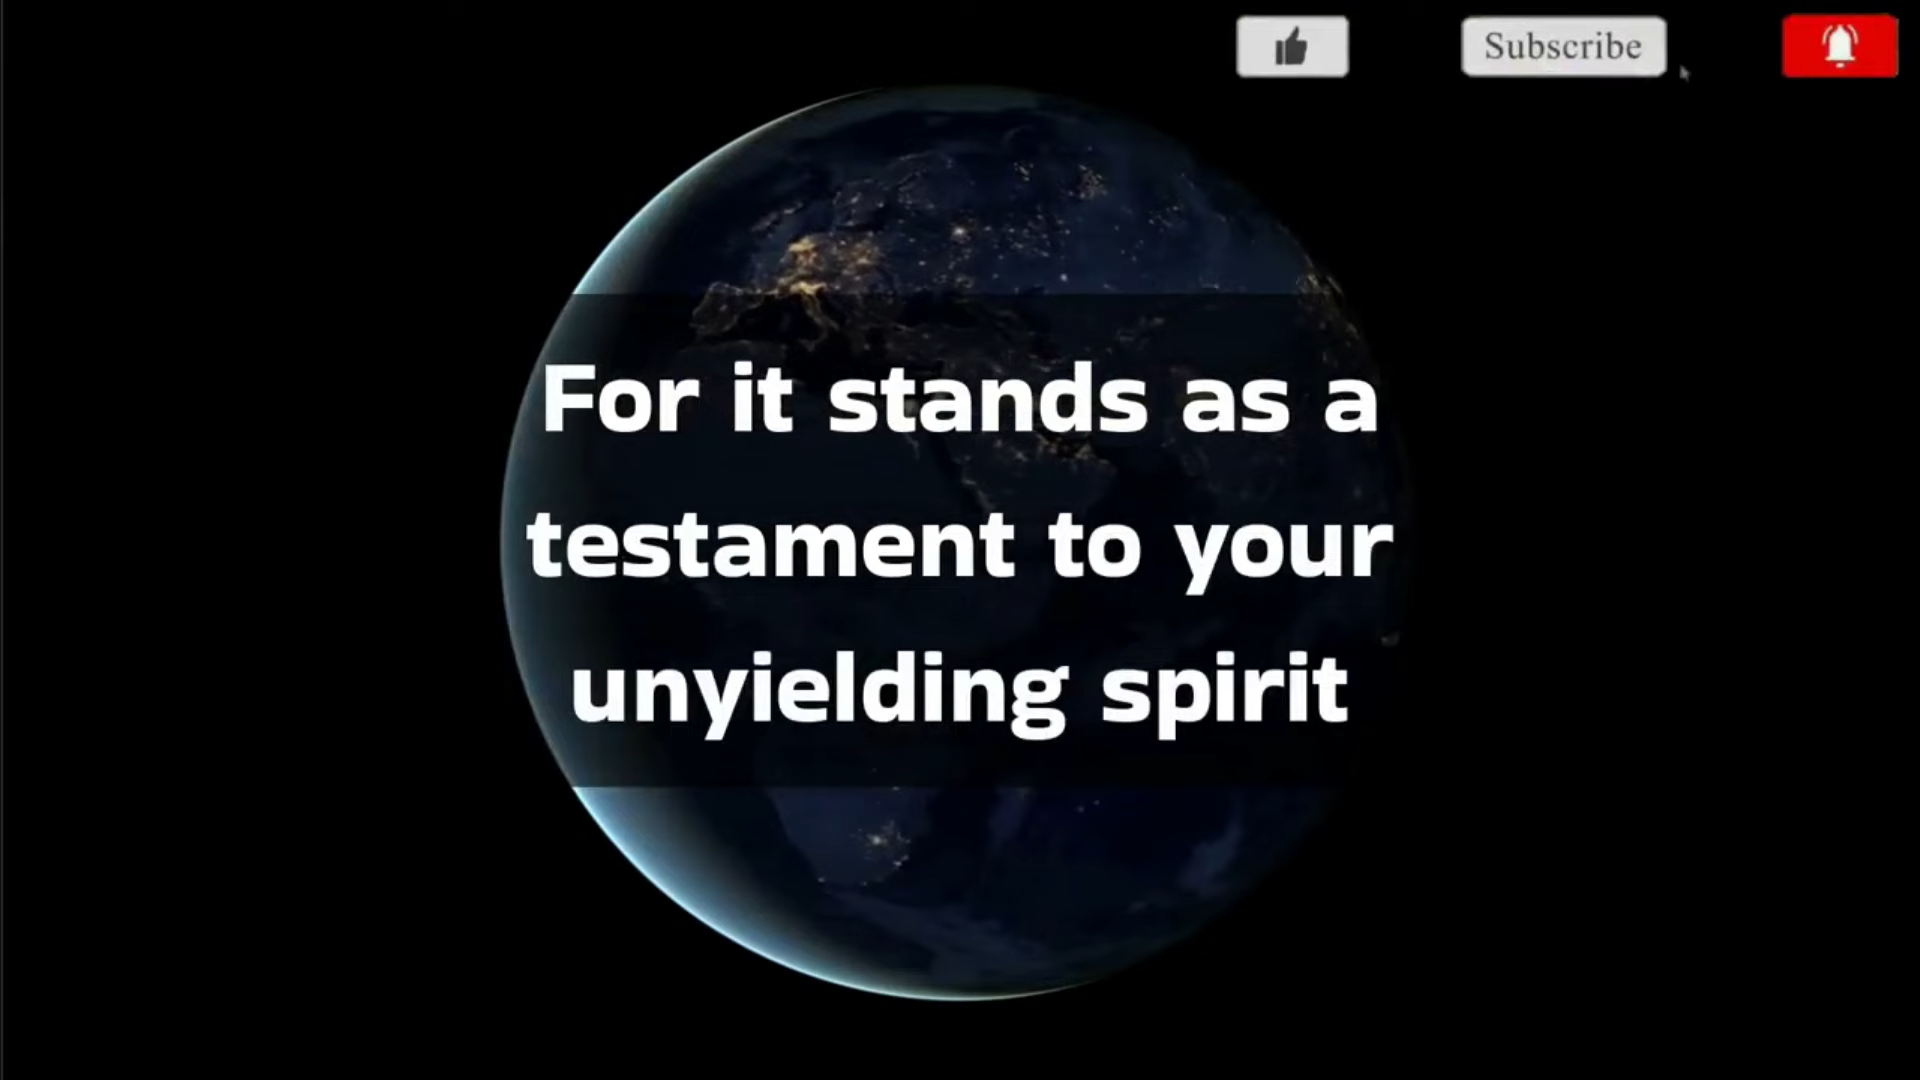 Subscribe
For it stands as a
testament to your
unyielding spirit